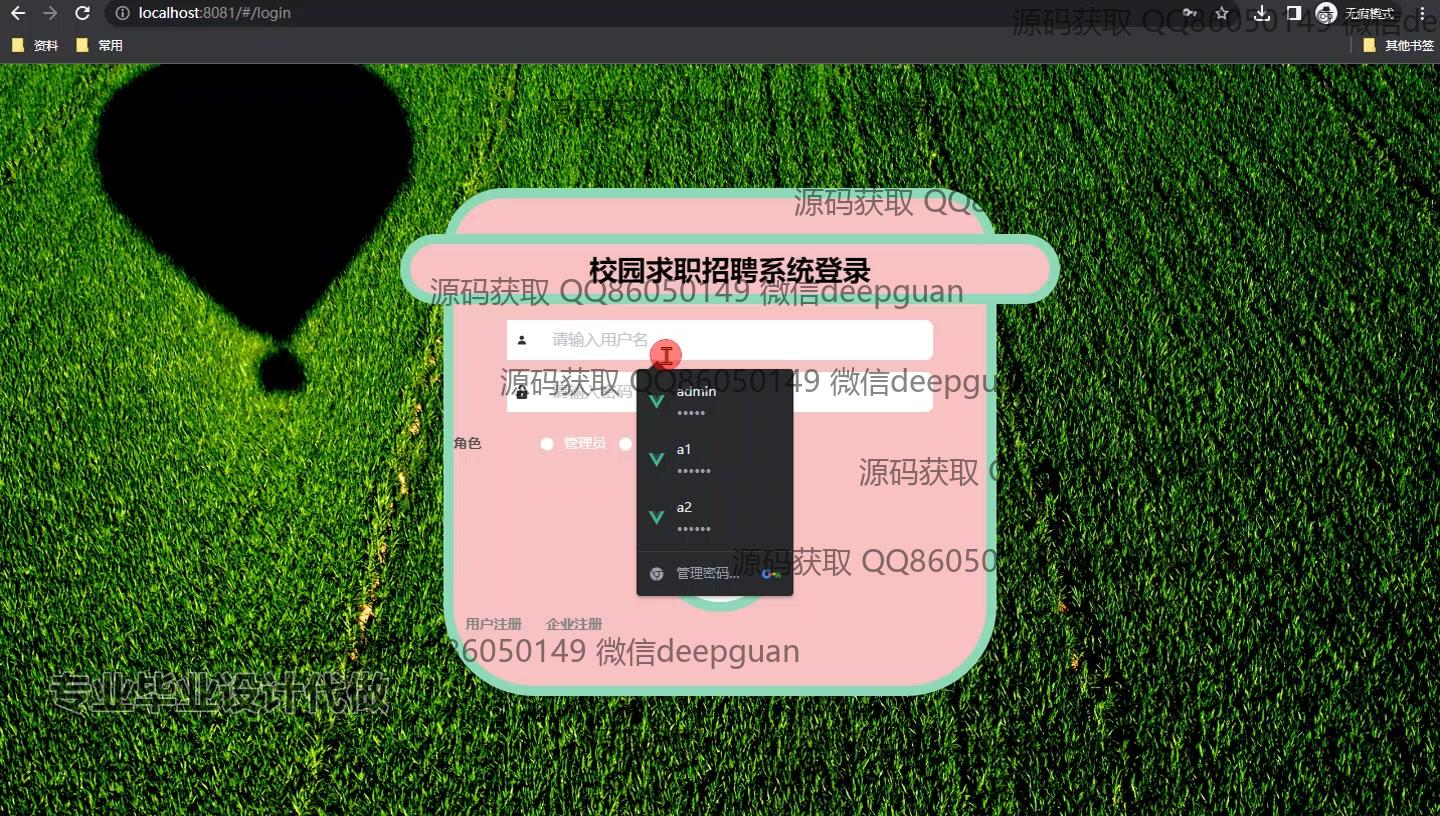 localhost:8081/#/login
无痕模式
资料
常用
其他书签
源码获取 QQ86050149 微信de
源码获取 QQ8
校园求职招聘系统登录
源码获取 QQ86050149 微信deepguan
请输入用户名
源码获取 QQ86050149 微信deepgu
请输入密码
admin
•••••
角色
管理员
a1
••••••
源码获取
a2
••••••
源码获取 QQ86050
管理密码...
用户注册
企业注册
86050149 微信deepguan
专业毕业设计代做